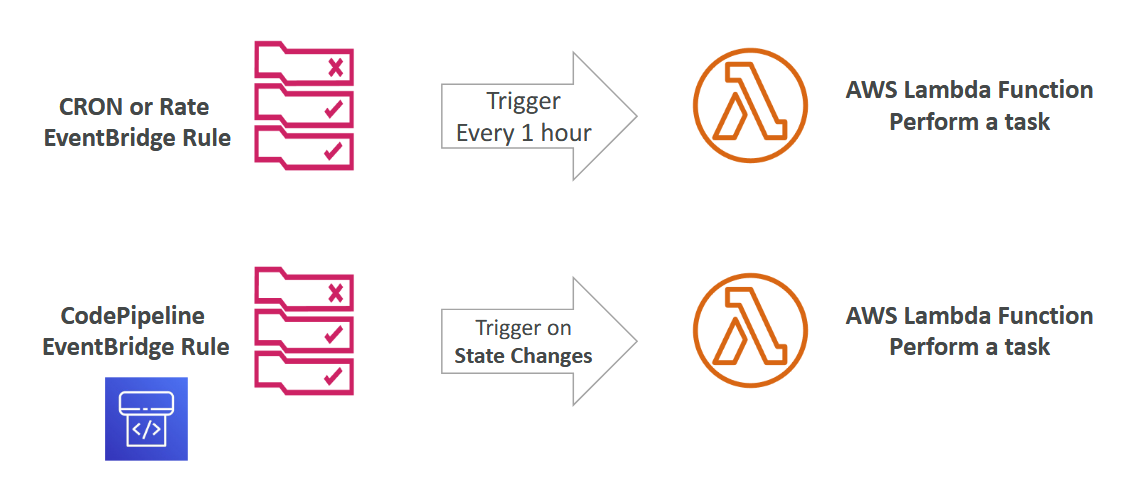 CRON or Rate
EventBridge Rule
Trigger
Every 1 hour
AWS Lambda Function
Perform a task
CodePipeline
EventBridge Rule
</>
Trigger on
State Changes
AWS Lambda Function
Perform a task